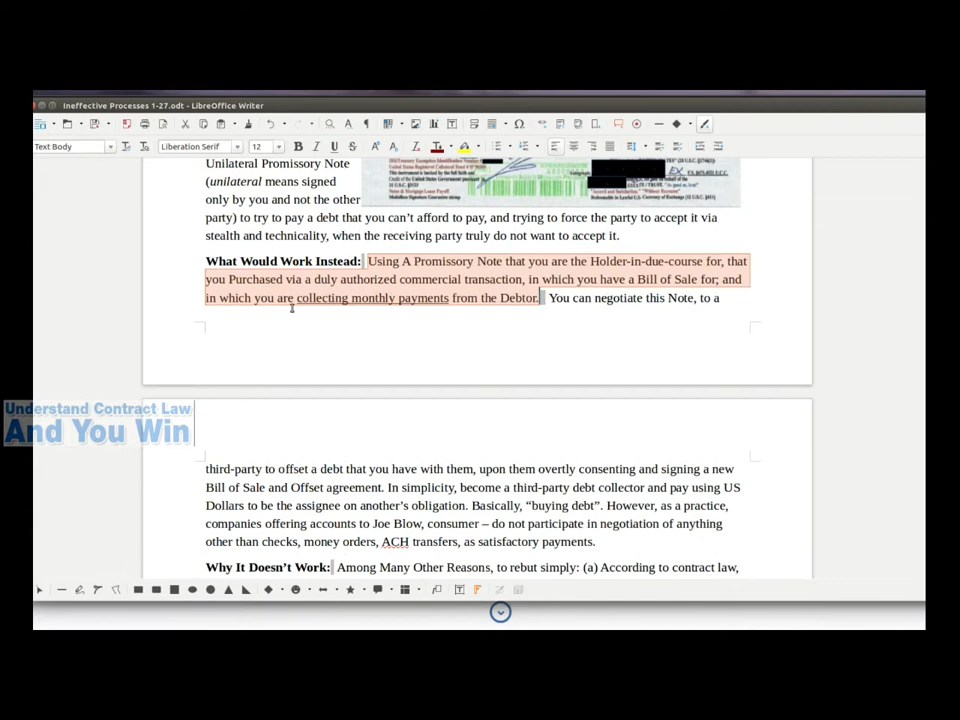 Ineffective Processes 1-27.odt - LibreOffice Writer
Text Body
Liberation Serif
12
Unilateral Promissory Note
(unilateral means signed
only by you and not the other
party) to try to pay a debt that you can't afford to pay, and trying to force the party to accept it via
stealth and technicality, when the receiving party truly do not want to accept it.
What Would Work Instead: Using A Promissory Note that you are the Holder-in-due-course for, that
you Purchased via a duly authorized commercial transaction, in which you have a Bill of Sale for; and
in which you are collecting monthly payments from the Debtor. You can negotiate this Note, to a
Understand Contract Law
And You Win
third-party to offset a debt that you have with them, upon them overtly consenting and signing a new
Bill of Sale and Offset agreement. In simplicity, become a third-party debt collector and pay using US
Dollars to be the assignee on another's obligation. Basically, “buying debt”. However, as a practice,
companies offering accounts to Joe Blow, consumer – do not participate in negotiation of anything
other than checks, money orders, ACH transfers, as satisfactory payments.
Why It Doesn't Work: Among Many Other Reasons, to rebut simply: (a) According to contract law,